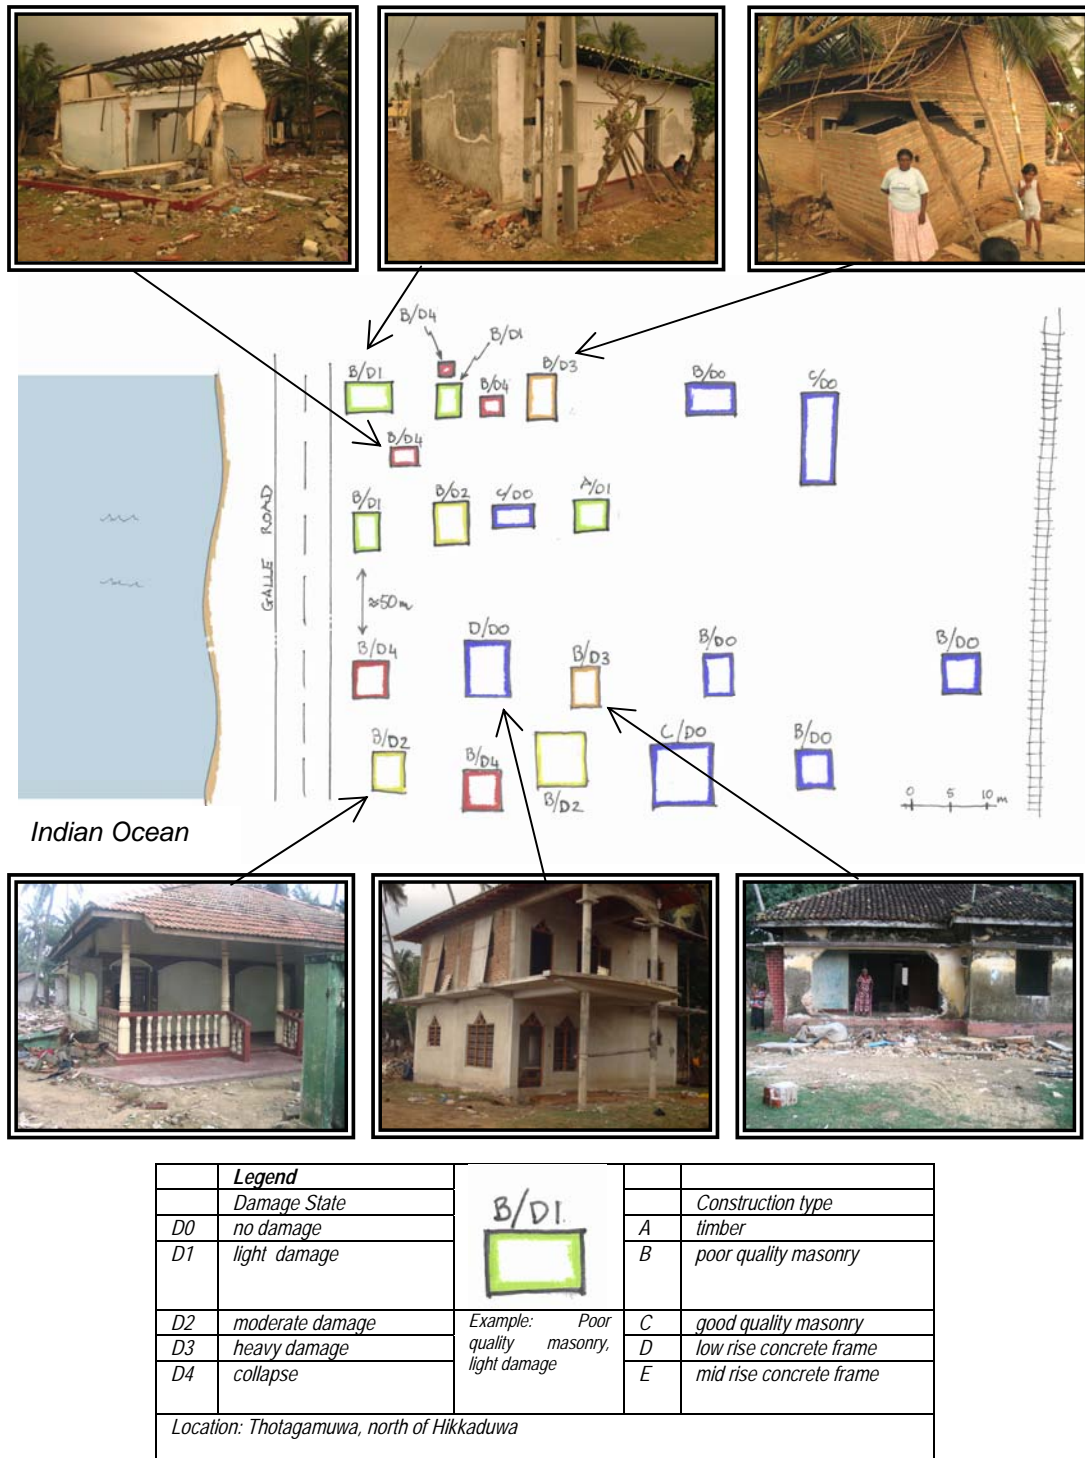 B/D4
B/D1
B/D1
B/D4
B/D3
B/D0
C/D0
B/D4
B/D1
B/D2
C/D0
A/D1
GALLE ROAD
≈50m
B/D4
D/D0
B/D3
B/D0
B/D0
B/D2
B/D4
B/D2
C/D0
B/D0
0 5 10 m
Indian Ocean
Legend
Damage State Construction type
D0 no damage A timber
D1 light damage B poor quality masonry
B/D1.
D2 moderate damage C good quality masonry
D3 heavy damage D low rise concrete frame
D4 collapse E mid rise concrete frame
Example: Poor
quality masonry,
light damage
Location: Thotagamuwa, north of Hikkaduwa